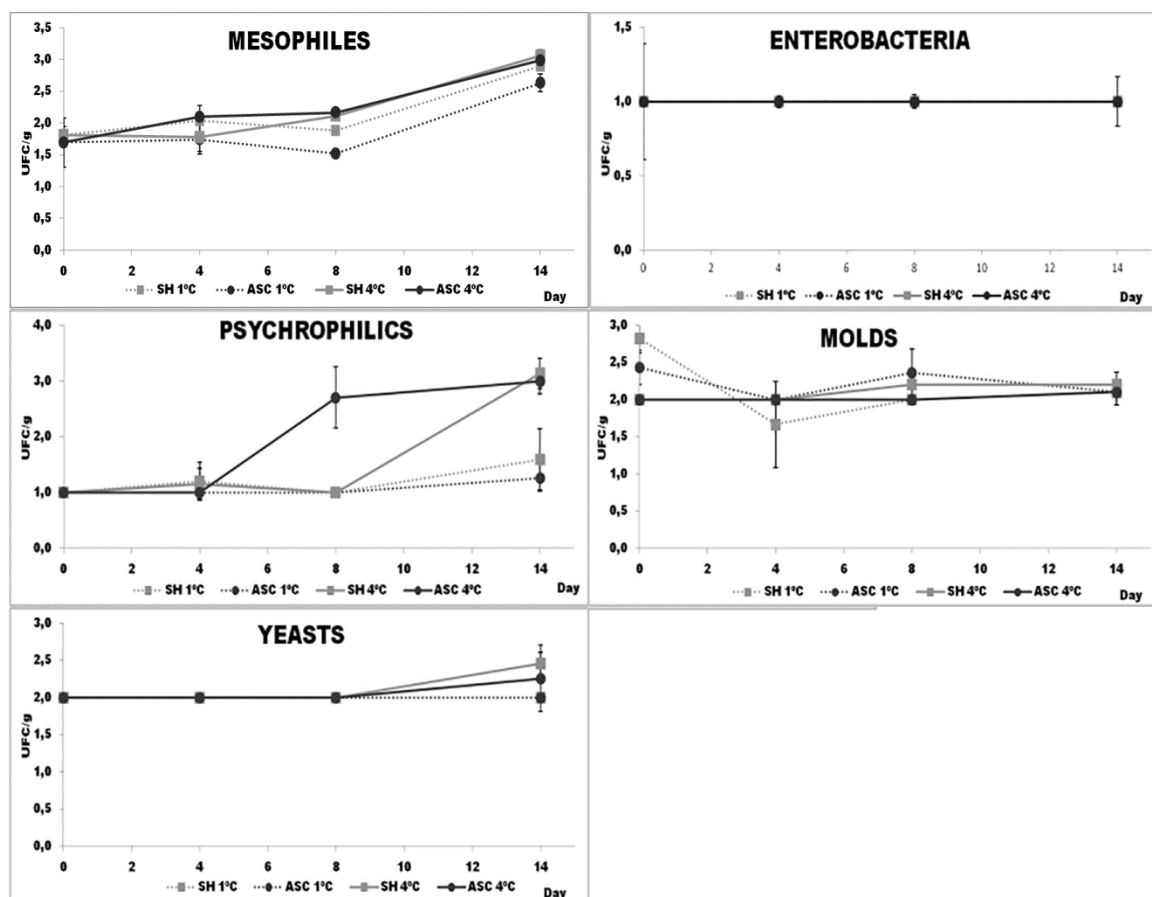 MESOPHILES
3,5
3,0
2,5
2,0
1,5
1,0
0,5
0,0
UFC/g
0 2 4 6 8 10 12 14
SH 1ºC ASC 1ºC SH 4ºC ASC 4ºC
Day
ENTEROBACTERIA
1,5
1,0
0,5
0,0
UFC/g
0 2 4 6 8 10 12 14
SH 1ºC ASC 1ºC SH 4ºC ASC 4ºC
Day
PSYCHROPHILICS
4,0
3,0
2,0
1,0
0,0
UFC/g
0 2 4 6 8 10 12 14
SH 1ºC ASC 1ºC SH 4ºC ASC 4ºC
Day
MOLDS
3,0
2,5
2,0
1,5
1,0
0,5
0,0
UFC/g
0 2 4 6 8 10 12 14
SH 1ºC ASC 1ºC SH 4ºC ASC 4ºC
Day
YEASTS
3,0
2,5
2,0
1,5
1,0
0,5
0,0
UFC/g
0 2 4 6 8 10 12 14
SH 1ºC ASC 1ºC SH 4ºC ASC 4ºC
Day